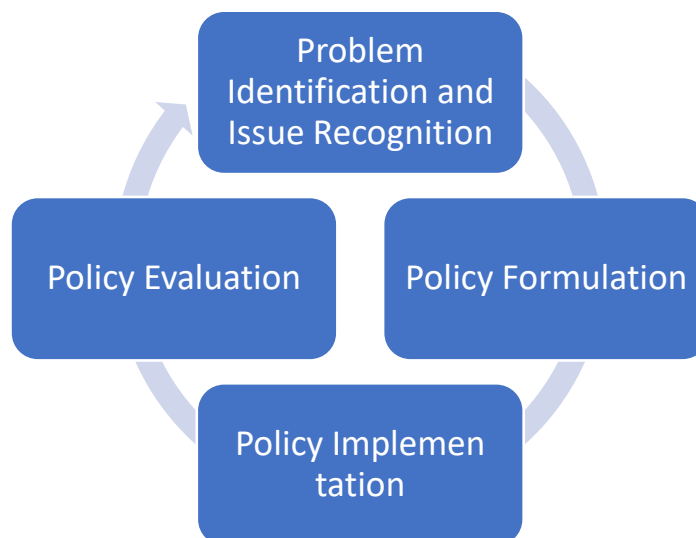 Problem
Identification and
Issue Recognition
Policy Evaluation
Policy Formulation
Policy Implemen
tation